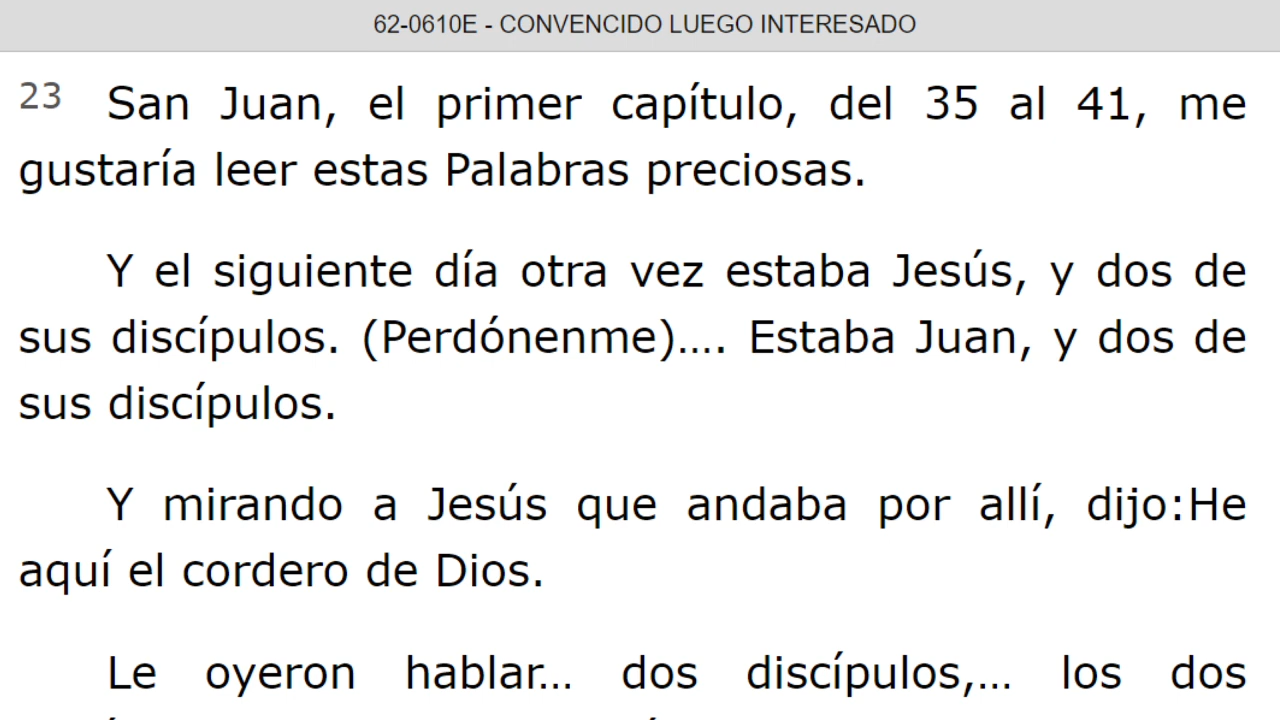 62-0610E - CONVENCIDO LUEGO INTERESADO
23 San Juan, el primer capítulo, del 35 al 41, me
gustaría leer estas Palabras preciosas.
Y el siguiente día otra vez estaba Jesús, y dos de
sus discípulos. (Perdónenme)…. Estaba Juan, y dos de
sus discípulos.
Y mirando a Jesús que andaba por allí, dijo:He
aquí el cordero de Dios.
Le oyeron hablar… dos discípulos,… los dos